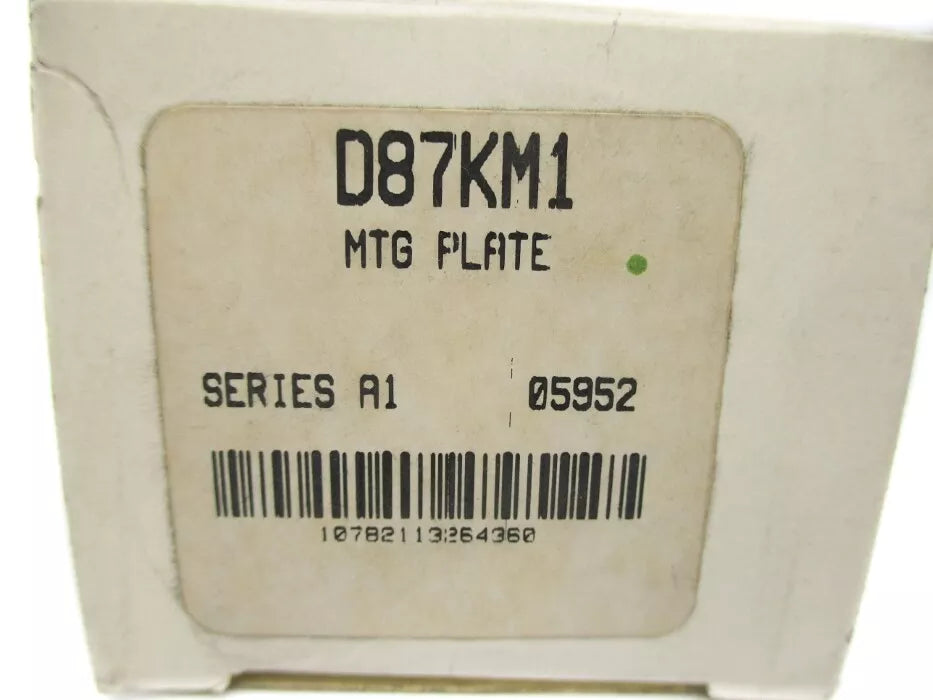 D87KM1
MTG PLATE
SERIES A1 05952
10782113264360